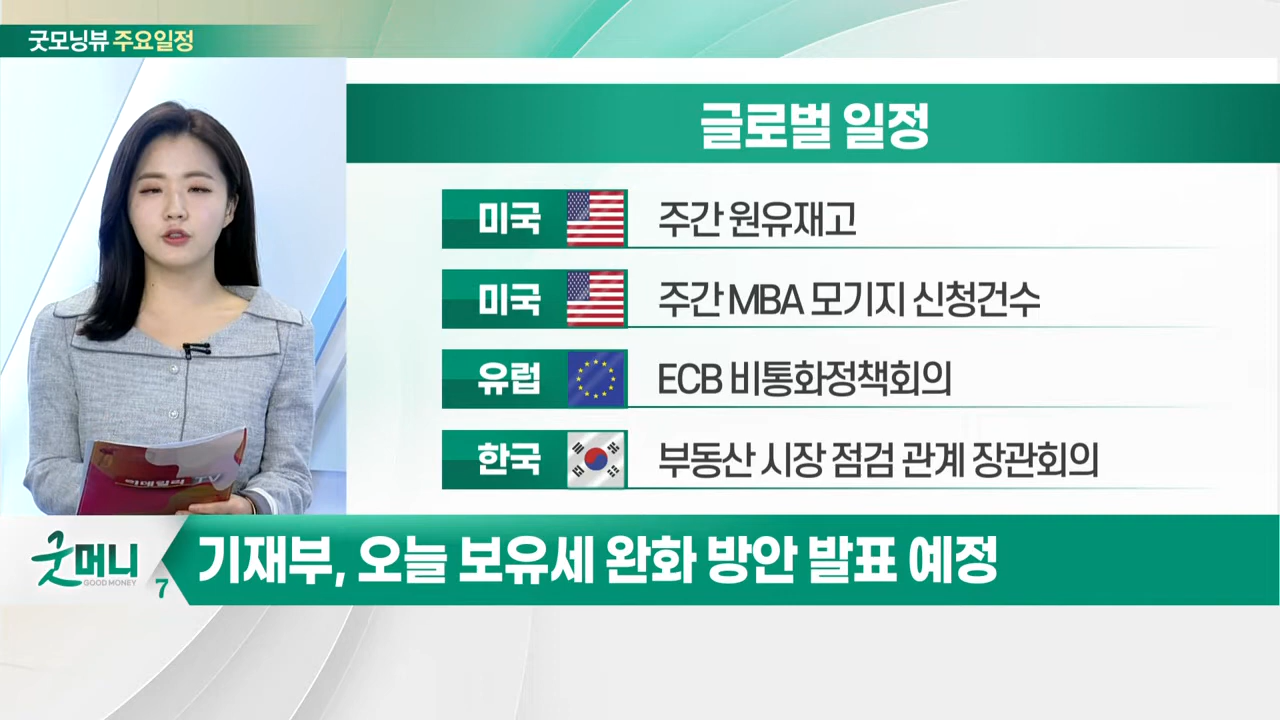 굿모닝뷰 주요일정
글로벌 일정
미국 주간 원유재고
미국 주간 MBA 모기지 신청건수
유럽 ECB 비통화정책회의
한국 부동산 시장 점검 관계 장관회의
굿머니
GOOD MONEY
7
기재부, 오늘 보유세 완화 방안 발표 예정